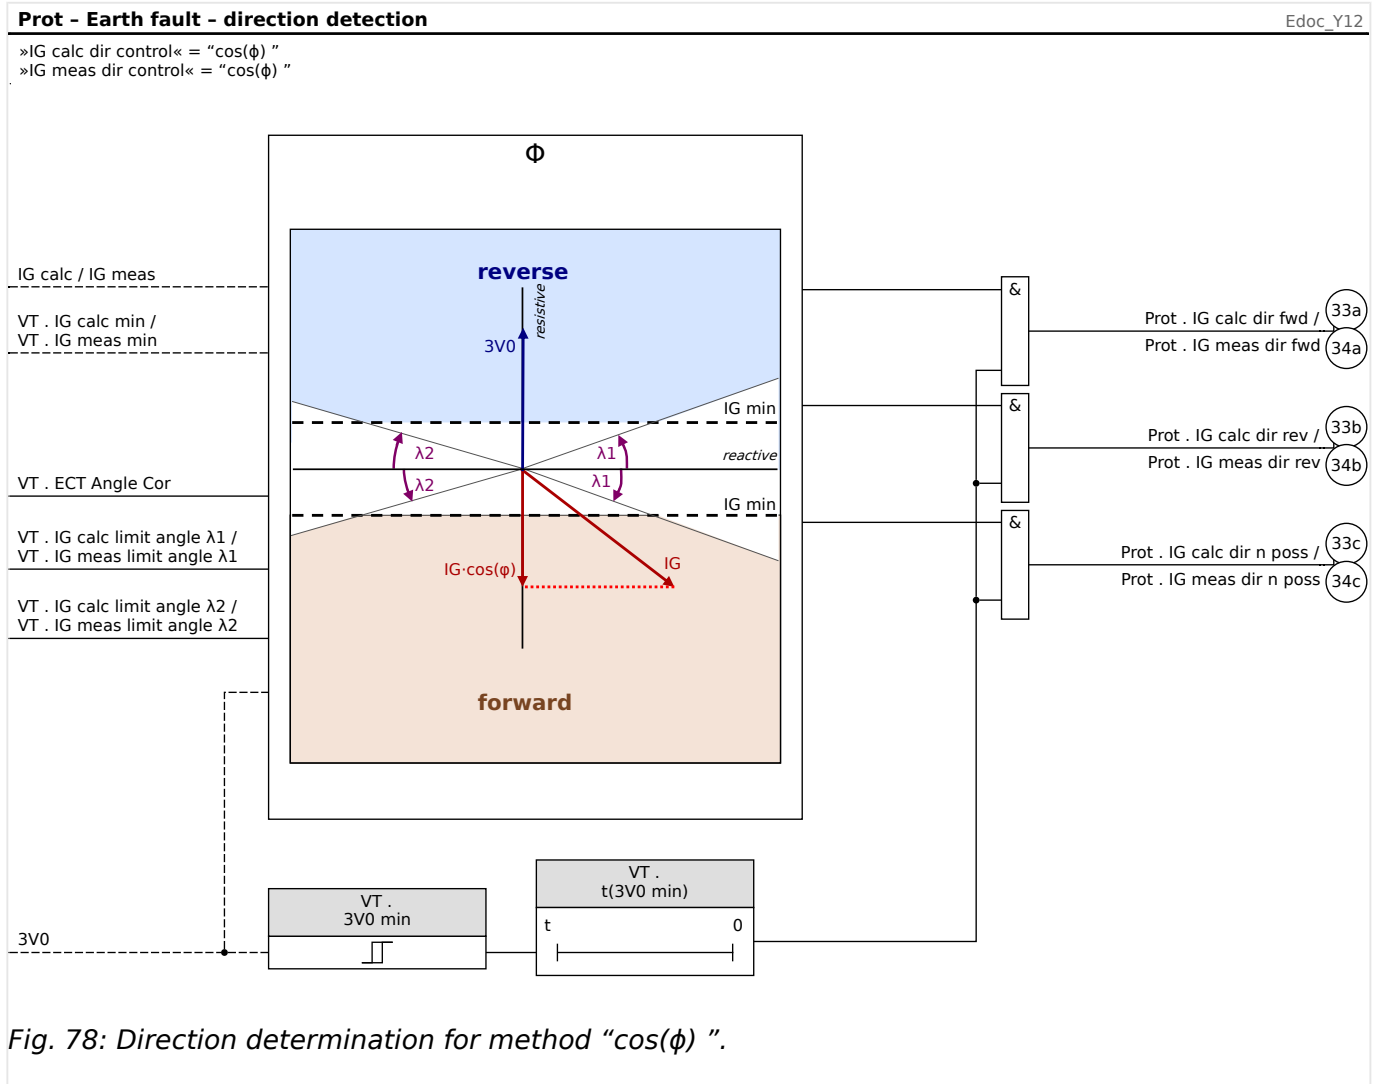 Prot – Earth fault – direction detection
Edoc_Y12
»IG calc dir control« = “cos(ϕ) ”
»IG meas dir control« = “cos(ϕ) ”
Φ
IG calc / IG meas
VT . IG calc min /
VT . IG meas min
VT . ECT Angle Cor
VT . IG calc limit angle λ1 /
VT . IG meas limit angle λ1
VT . IG calc limit angle λ2 /
VT . IG meas limit angle λ2
3V0
reverse
resistive
3V0
IG min
λ2
λ1
reactive
λ2
λ1
IG min
IG·cos(φ)
IG
forward
&
Prot . IG calc dir fwd /
33a
Prot . IG meas dir fwd
34a
&
Prot . IG calc dir rev /
33b
Prot . IG meas dir rev
34b
&
Prot . IG calc dir n poss /
33c
Prot . IG meas dir n poss
34c
VT .
3V0 min
VT .
t(3V0 min)
t
0
Fig. 78: Direction determination for method “cos(ϕ) ”.